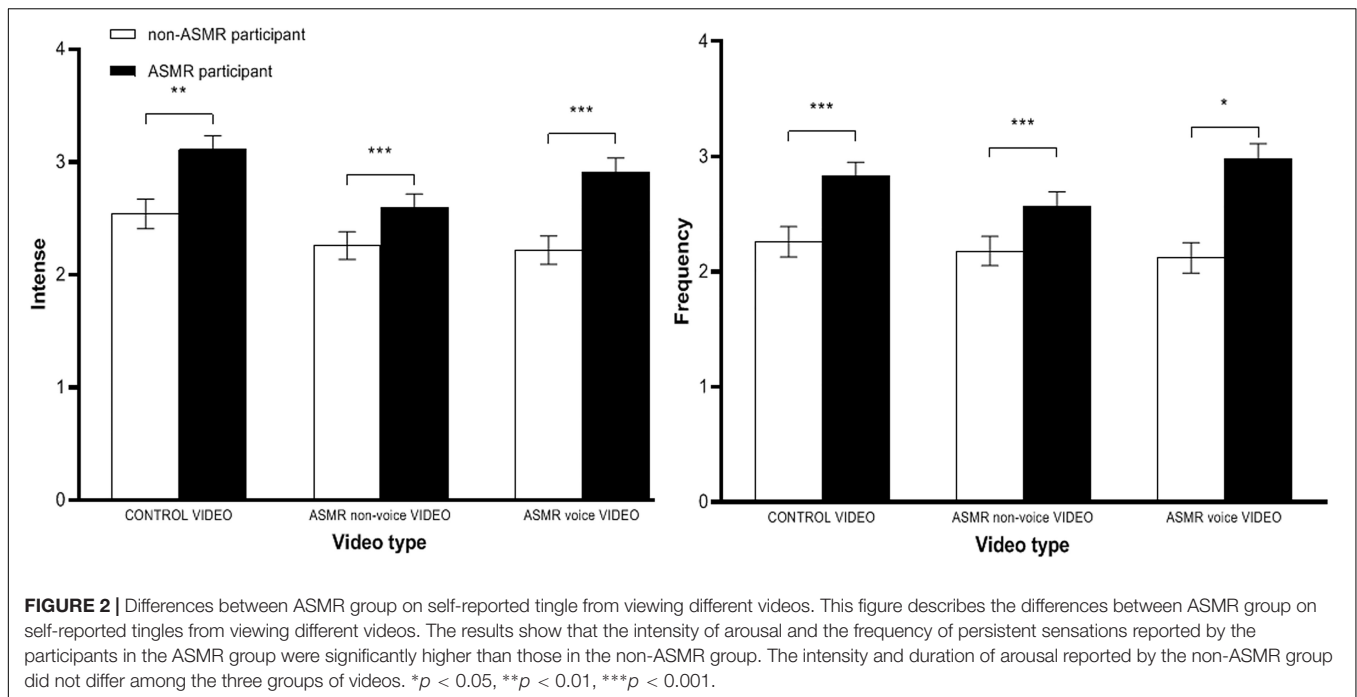 non-ASMR participant
ASMR participant
4
3
2
1
0
Intense
**
***
***
CONTROL VIDEO
ASMR non-voice VIDEO
ASMR voice VIDEO
Video type
4
3
2
1
0
Frequency
***
***
*
CONTROL VIDEO
ASMR non-voice VIDEO
ASMR voice VIDEO
Video type
FIGURE 2 | Differences between ASMR group on self-reported tingle from viewing different videos. This figure describes the differences between ASMR group on
self-reported tingles from viewing different videos. The results show that the intensity of arousal and the frequency of persistent sensations reported by the
participants in the ASMR group were significantly higher than those in the non-ASMR group. The intensity and duration of arousal reported by the non-ASMR group
did not differ among the three groups of videos. *p < 0.05, **p < 0.01, ***p < 0.001.